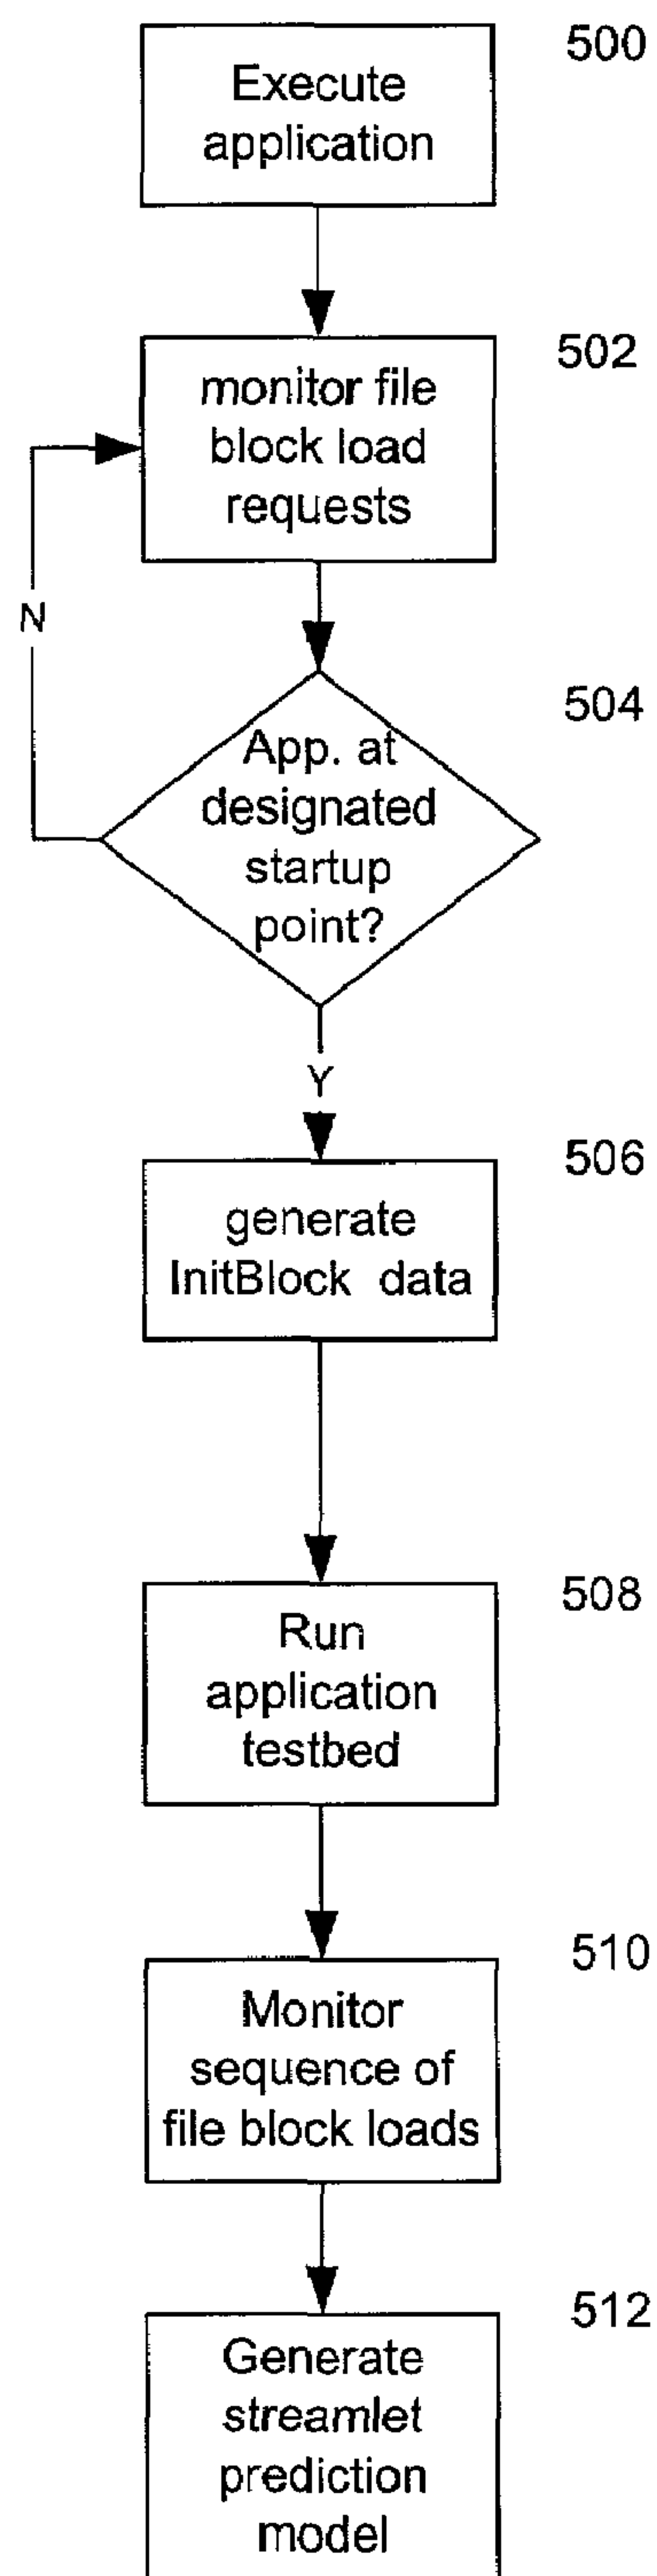 500
Execute
application
502
monitor file
block load
requests
N
504
App. at
designated
startup
point?
Y
506
generate
InitBlock data
508
Run
application
testbed
510
Monitor
sequence of
file block loads
512
Generate
streamlet
prediction
model